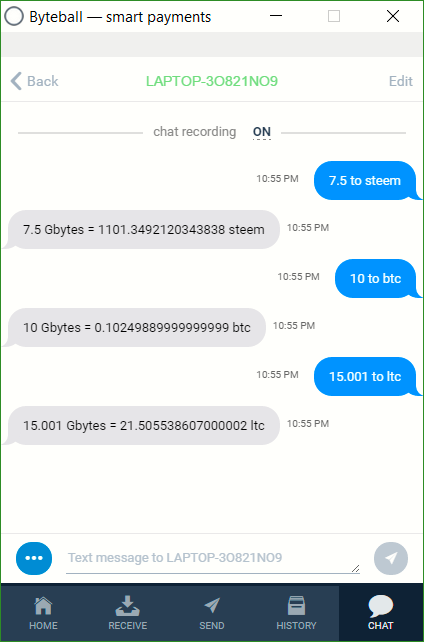 Byteball — smart payments
Back LAPTOP-3O821NO9 Edit
chat recording ON
10:55 PM 7.5 to steem
7.5 Gbytes = 1101.3492120343838 steem 10:55 PM
10:55 PM 10 to btc
10 Gbytes = 0.10249889999999999 btc 10:55 PM
10:55 PM 15.001 to ltc
15.001 Gbytes = 21.505538607000002 ltc 10:55 PM
Text message to LAPTOP-3O821NO9
HOME RECEIVE SEND HISTORY CHAT